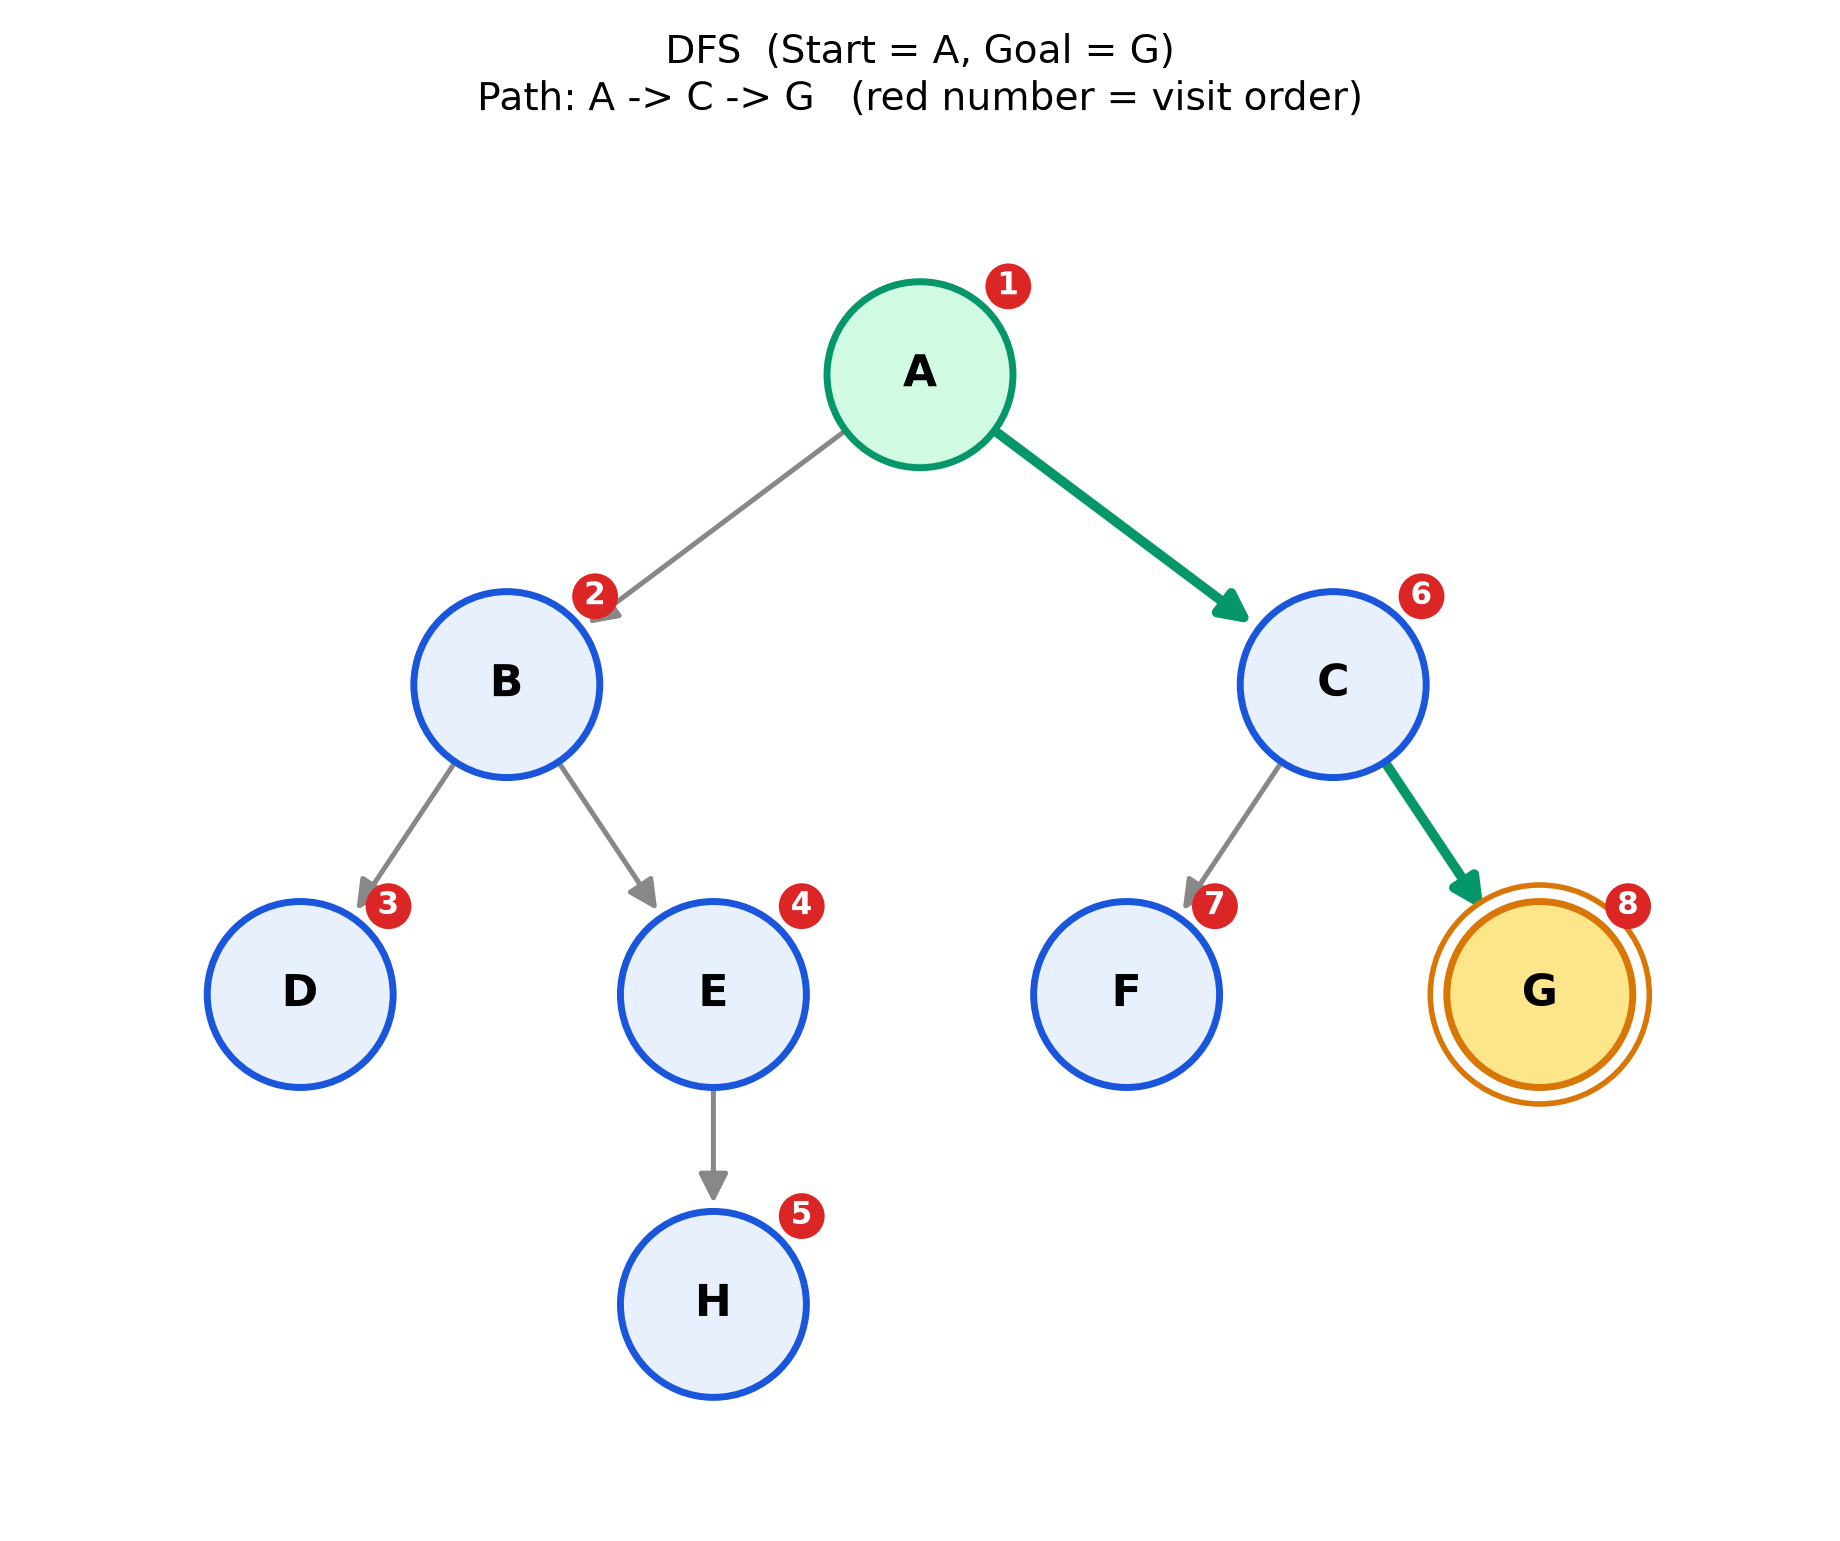 DFS  (Start = A, Goal = G)
Path: A -> C -> G   (red number = visit order)
1
A
2
6
B
C
3
4
7
8
D
E
F
G
5
H